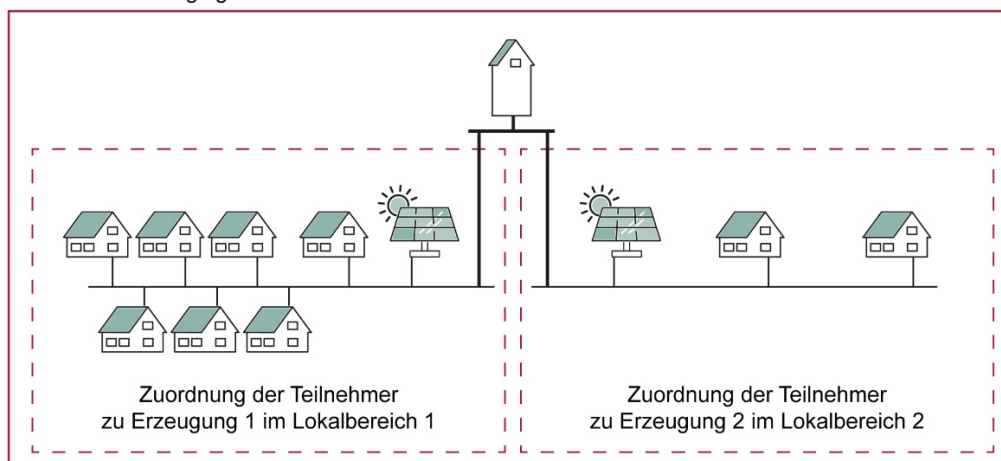 Zuordnung der Teilnehmer
zu Erzeugung 1 im Lokalbereich 1
Zuordnung der Teilnehmer
zu Erzeugung 2 im Lokalbereich 2